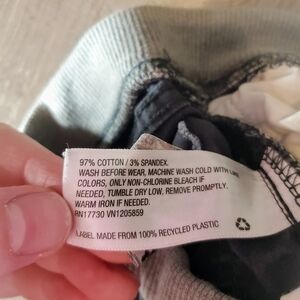 97% COTTON / 3% SPANDEX.
WASH BEFORE WEAR, MACHINE WASH COLD WITH LIKE
COLORS, ONLY NON-CHLORINE BLEACH IF
NEEDED, TUMBLE DRY LOW, REMOVE PROMPTLY.
WARM IRON IF NEEDED.
RN17730 VN1205859
LABEL MADE FROM 100% RECYCLED PLASTIC